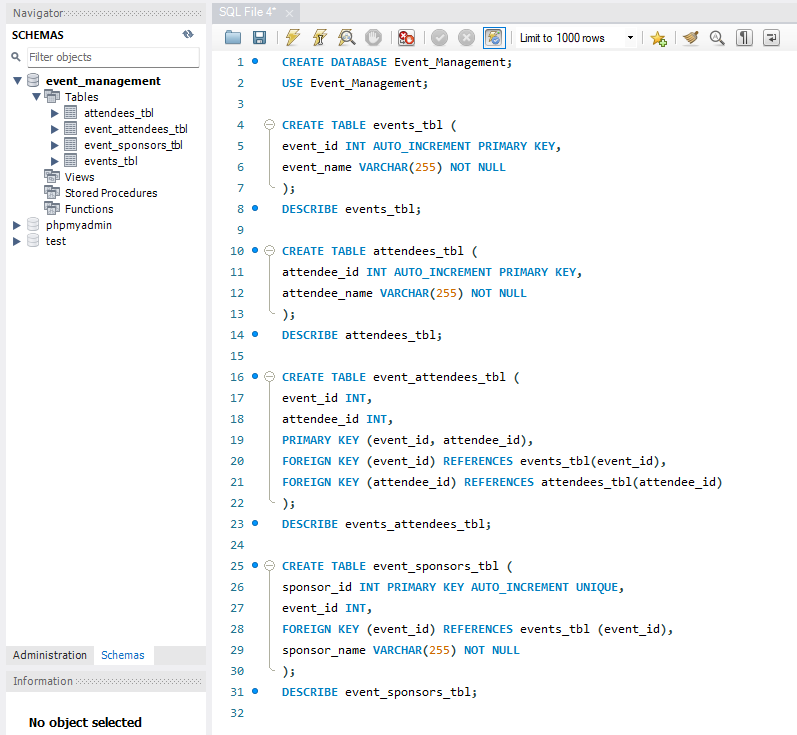 Navigator
SCHEMAS
Filter objects
event_management
Tables
attendees_tbl
event_attendees_tbl
event_sponsors_tbl
events_tbl
Views
Stored Procedures
Functions
phpmyadmin
test
Administration Schemas
Information
No object selected
SQL File 4*
Limit to 1000 rows
1 CREATE DATABASE Event_Management;
2 USE Event_Management;
3
4 CREATE TABLE events_tbl (
5 event_id INT AUTO_INCREMENT PRIMARY KEY,
6 event_name VARCHAR(255) NOT NULL
7 );
8 DESCRIBE events_tbl;
9
10 CREATE TABLE attendees_tbl (
11 attendee_id INT AUTO_INCREMENT PRIMARY KEY,
12 attendee_name VARCHAR(255) NOT NULL
13 );
14 DESCRIBE attendees_tbl;
15
16 CREATE TABLE event_attendees_tbl (
17 event_id INT,
18 attendee_id INT,
19 PRIMARY KEY (event_id, attendee_id),
20 FOREIGN KEY (event_id) REFERENCES events_tbl(event_id),
21 FOREIGN KEY (attendee_id) REFERENCES attendees_tbl(attendee_id)
22 );
23 DESCRIBE events_attendees_tbl;
24
25 CREATE TABLE event_sponsors_tbl (
26 sponsor_id INT PRIMARY KEY AUTO_INCREMENT UNIQUE,
27 event_id INT,
28 FOREIGN KEY (event_id) REFERENCES events_tbl (event_id),
29 sponsor_name VARCHAR(255) NOT NULL
30 );
31 DESCRIBE event_sponsors_tbl;
32